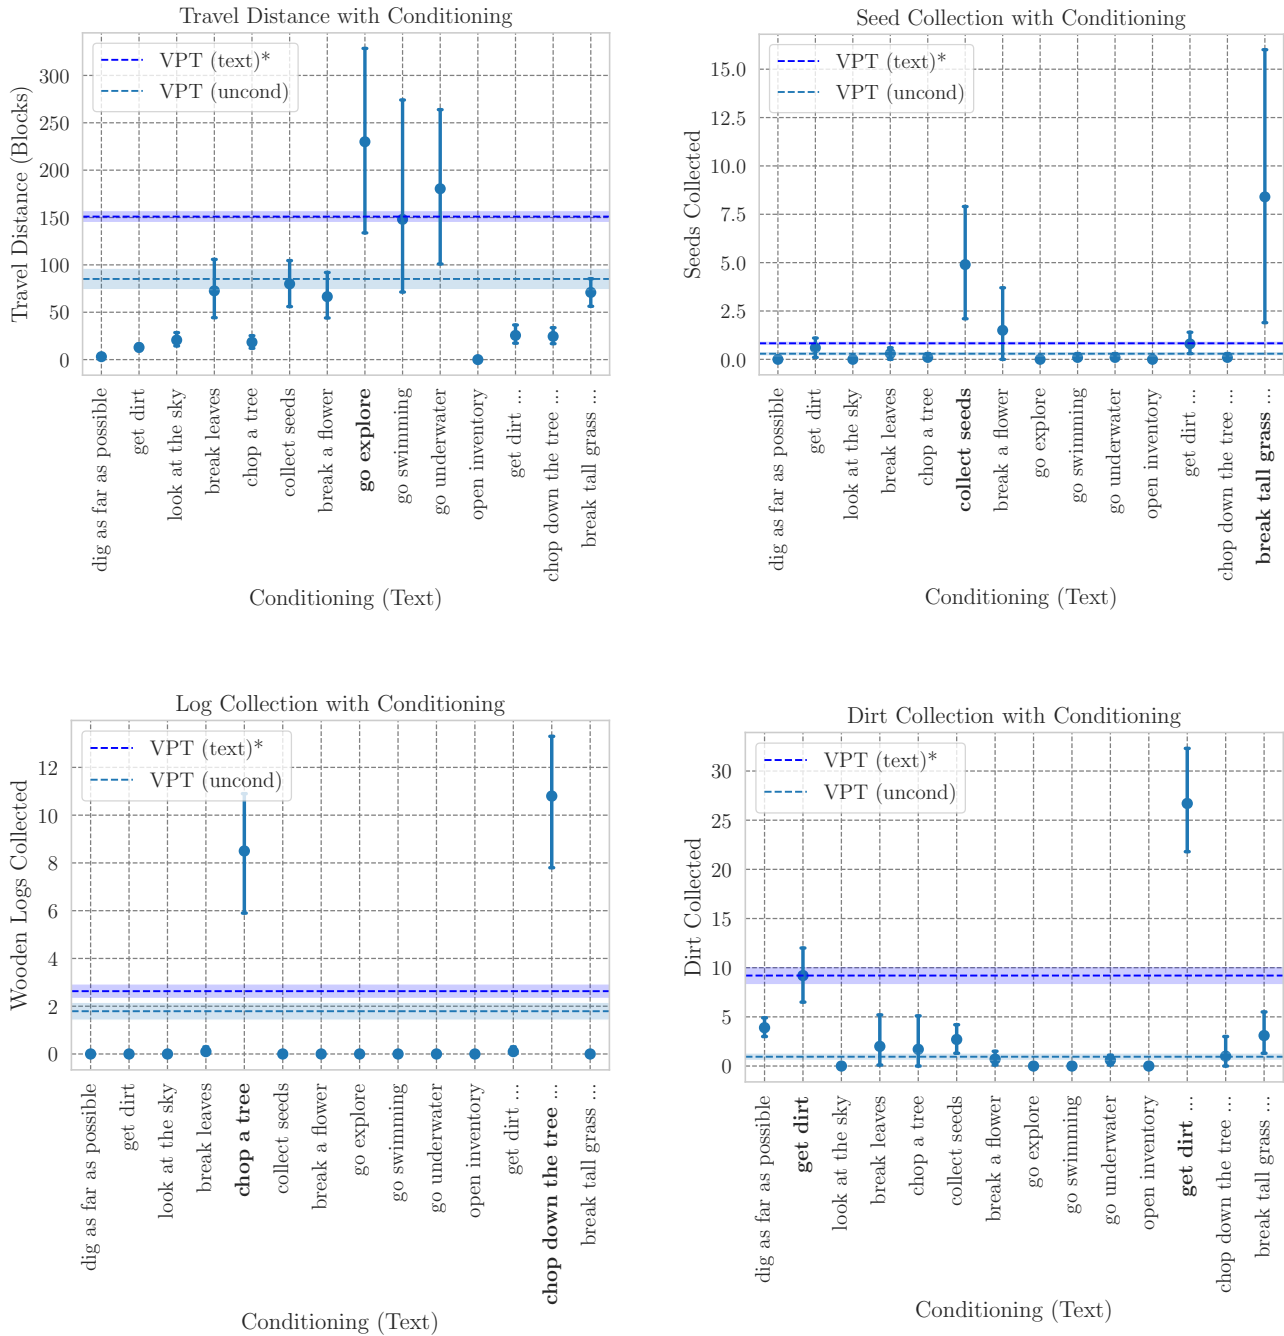 Travel Distance with Conditioning
VPT (text)*
VPT (uncond)
Travel Distance (Blocks)
300
250
200
150
100
50
0
dig as far as possible
get dirt
look at the sky
break leaves
chop a tree
collect seeds
break a flower
go explore
go swimming
go underwater
open inventory
get dirt ...
chop down the tree ...
break tall grass ...
Conditioning (Text)
Seed Collection with Conditioning
VPT (text)*
VPT (uncond)
Seeds Collected
15.0
12.5
10.0
7.5
5.0
2.5
0.0
dig as far as possible
get dirt
look at the sky
break leaves
chop a tree
collect seeds
break a flower
go explore
go swimming
go underwater
open inventory
get dirt ...
chop down the tree ...
break tall grass ...
Conditioning (Text)
Log Collection with Conditioning
VPT (text)*
VPT (uncond)
Wooden Logs Collected
12
10
8
6
4
2
0
dig as far as possible
get dirt
look at the sky
break leaves
chop a tree
collect seeds
break a flower
go explore
go swimming
go underwater
open inventory
get dirt ...
chop down the tree ...
break tall grass ...
Conditioning (Text)
Dirt Collection with Conditioning
VPT (text)*
VPT (uncond)
Dirt Collected
30
25
20
15
10
5
0
dig as far as possible
get dirt
look at the sky
break leaves
chop a tree
collect seeds
break a flower
go explore
go swimming
go underwater
open inventory
get dirt ...
chop down the tree ...
break tall grass ...
Conditioning (Text)